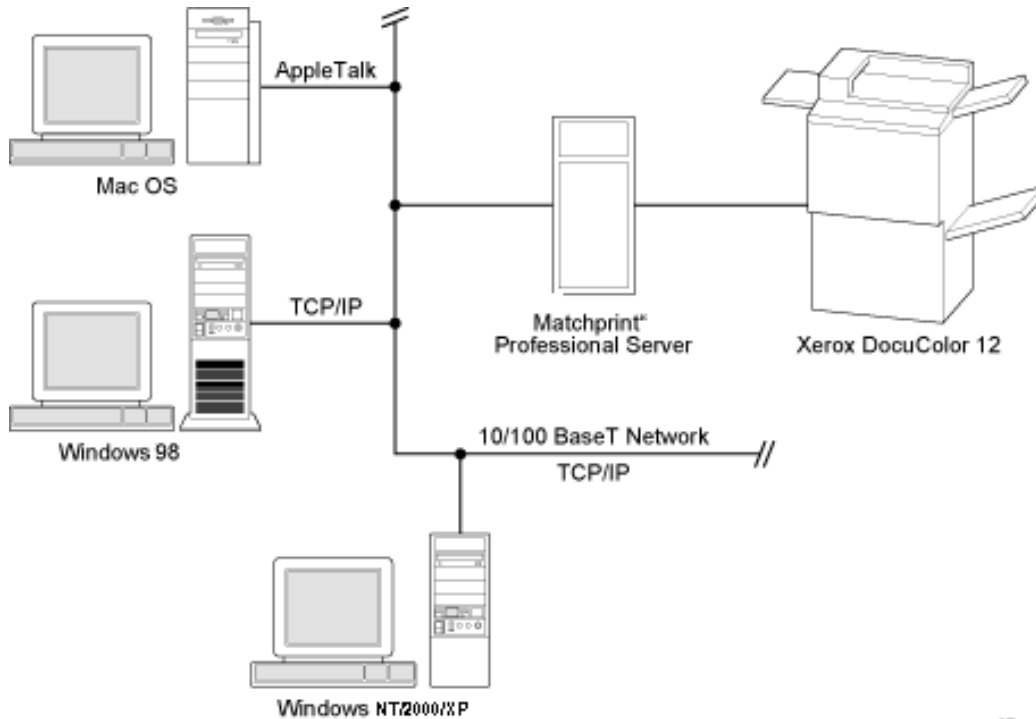 AppleTalk
Mac OS
TCP/IP
Windows 98
Matchprint™
Professional Server
Xerox DocuColor 12
10/100 BaseT Network
TCP/IP
Windows NT/2000/XP